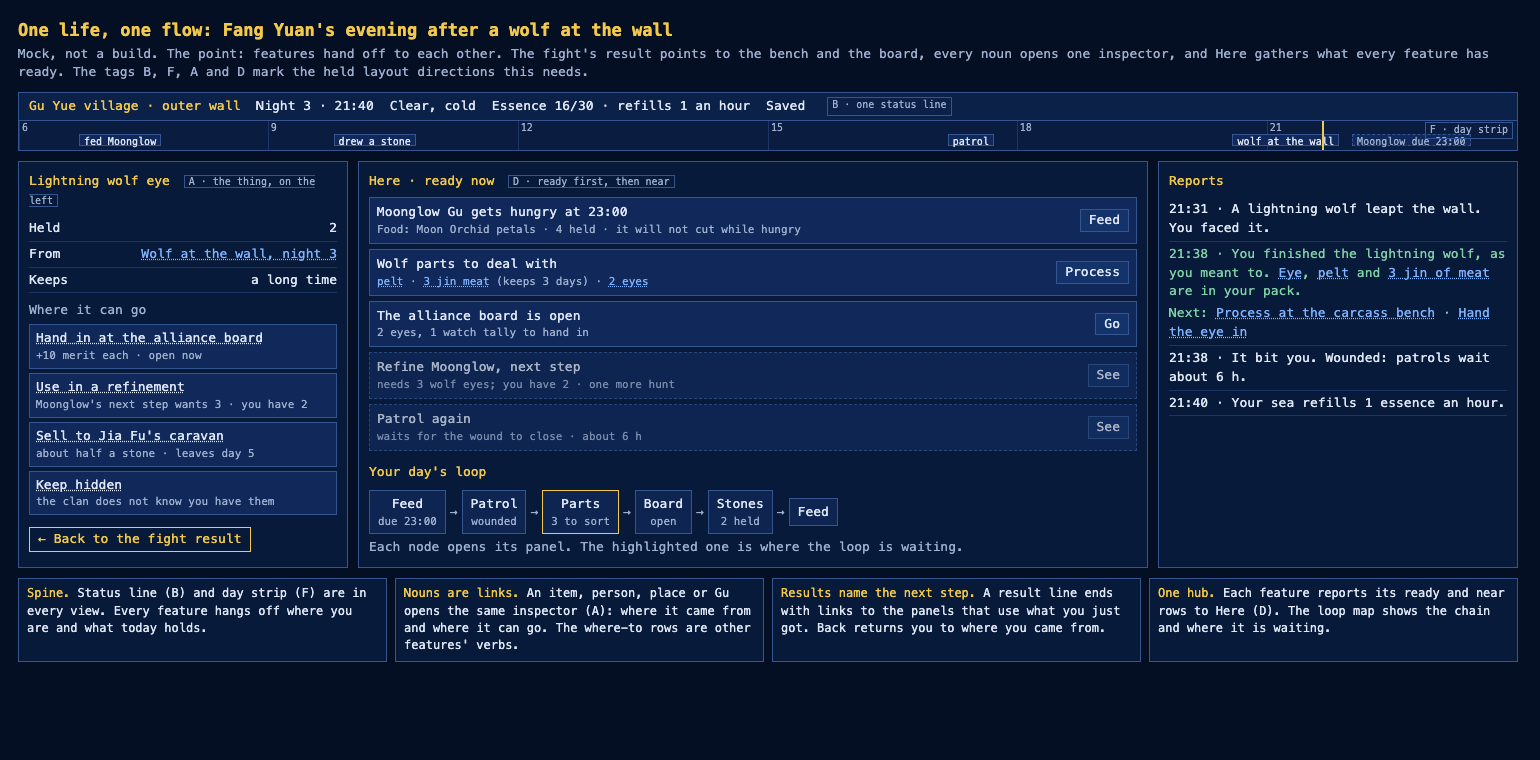 One life, one flow: Fang Yuan's evening after a wolf at the wall
Mock, not a build. The point: features hand off to each other. The fight's result points to the bench and the board, every noun opens one inspector, and Here gathers what every feature has
ready. The tags B, F, A and D mark the held layout directions this needs.
Gu Yue village · outer wall Night 3 · 21:40 Clear, cold Essence 16/30 · refills 1 an hour Saved B · one status line
6 9 12 15 18 21 F · day strip
fed Moonglow drew a stone patrol wolf at the wall Moonglow due 23:00
Lightning wolf eye A · the thing, on the
left
Held 2
From Wolf at the wall, night 3
Keeps a long time
Where it can go
Hand in at the alliance board
+10 merit each · open now
Use in a refinement
Moonglow's next step wants 3 · you have 2
Sell to Jia Fu's caravan
about half a stone · leaves day 5
Keep hidden
the clan does not know you have them
← Back to the fight result
Here · ready now D · ready first, then near
Moonglow Gu gets hungry at 23:00
Food: Moon Orchid petals · 4 held · it will not cut while hungry
Feed
Wolf parts to deal with
pelt · 3 jin meat (keeps 3 days) · 2 eyes
Process
The alliance board is open
2 eyes, 1 watch tally to hand in
Go
Refine Moonglow, next step
needs 3 wolf eyes; you have 2 · one more hunt
See
Patrol again
waits for the wound to close · about 6 h
See
Your day's loop
Feed → Patrol → Parts → Board → Stones → Feed
due 23:00 wounded 3 to sort open 2 held
Each node opens its panel. The highlighted one is where the loop is waiting.
Reports
21:31 · A lightning wolf leapt the wall.
You faced it.
21:38 · You finished the lightning wolf, as
you meant to. Eye, pelt and 3 jin of meat
are in your pack.
Next: Process at the carcass bench · Hand
the eye in
21:38 · It bit you. Wounded: patrols wait
about 6 h.
21:40 · Your sea refills 1 essence an hour.
Spine. Status line (B) and day strip (F) are in
every view. Every feature hangs off where you
are and what today holds.
Nouns are links. An item, person, place or Gu
opens the same inspector (A): where it came from
and where it can go. The where-to rows are other
features' verbs.
Results name the next step. A result line ends
with links to the panels that use what you just
got. Back returns you to where you came from.
One hub. Each feature reports its ready and near
rows to Here (D). The loop map shows the chain
and where it is waiting.